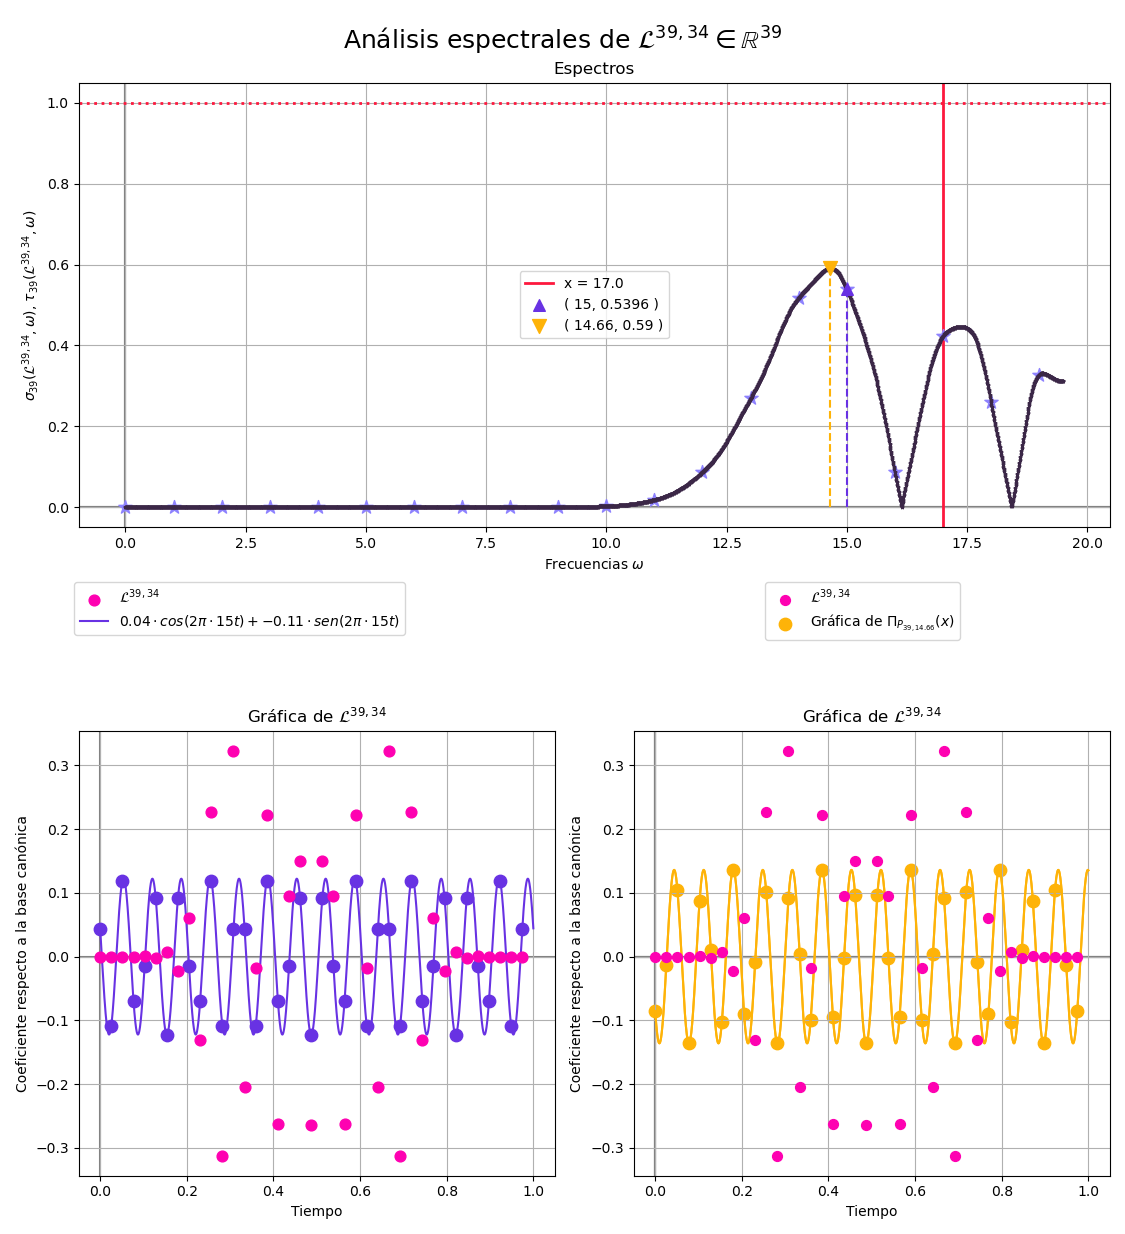 Análisis espectrales de 𝓛^{39,34} ∈ ℝ^{39}
Espectros
1.0
0.8
0.6
0.4
0.2
0.0
σ_{39}(𝓛^{39,34}, ω), τ_{39}(𝓛^{39,34}, ω)
x = 17.0
( 15, 0.5396 )
( 14.66, 0.59 )
0.0 2.5 5.0 7.5 10.0 12.5 15.0 17.5 20.0
Frecuencias ω
𝓛^{39,34}
0.04 · cos(2π · 15t) + −0.11 · sen(2π · 15t)
𝓛^{39,34}
Gráfica de Π_{P_{39,14.66}}(x)
Gráfica de 𝓛^{39,34}
0.3
0.2
0.1
0.0
−0.1
−0.2
−0.3
Coeficiente respecto a la base canónica
0.0 0.2 0.4 0.6 0.8 1.0
Tiempo
Gráfica de 𝓛^{39,34}
0.3
0.2
0.1
0.0
−0.1
−0.2
−0.3
Coeficiente respecto a la base canónica
0.0 0.2 0.4 0.6 0.8 1.0
Tiempo